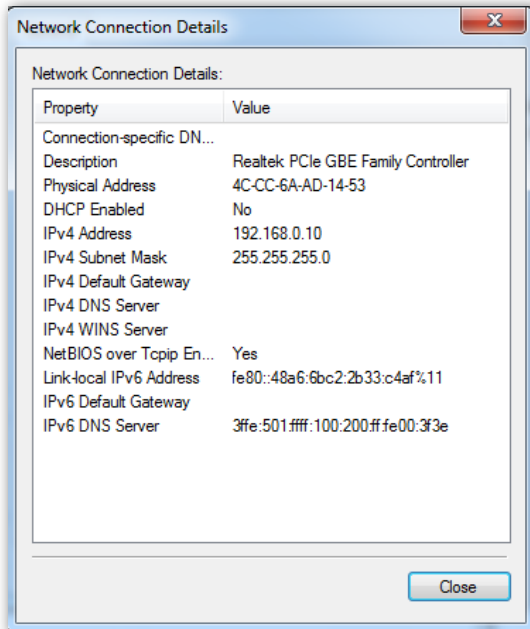 Network Connection Details
Network Connection Details:
Property Value
Connection-specific DN...
Description Realtek PCIe GBE Family Controller
Physical Address 4C-CC-6A-AD-14-53
DHCP Enabled No
IPv4 Address 192.168.0.10
IPv4 Subnet Mask 255.255.255.0
IPv4 Default Gateway
IPv4 DNS Server
IPv4 WINS Server
NetBIOS over Tcpip En... Yes
Link-local IPv6 Address fe80::48a6:6bc2:2b33:c4af%11
IPv6 Default Gateway
IPv6 DNS Server 3ffe:501:ffff:100:200:ff:fe00:3f3e
Close